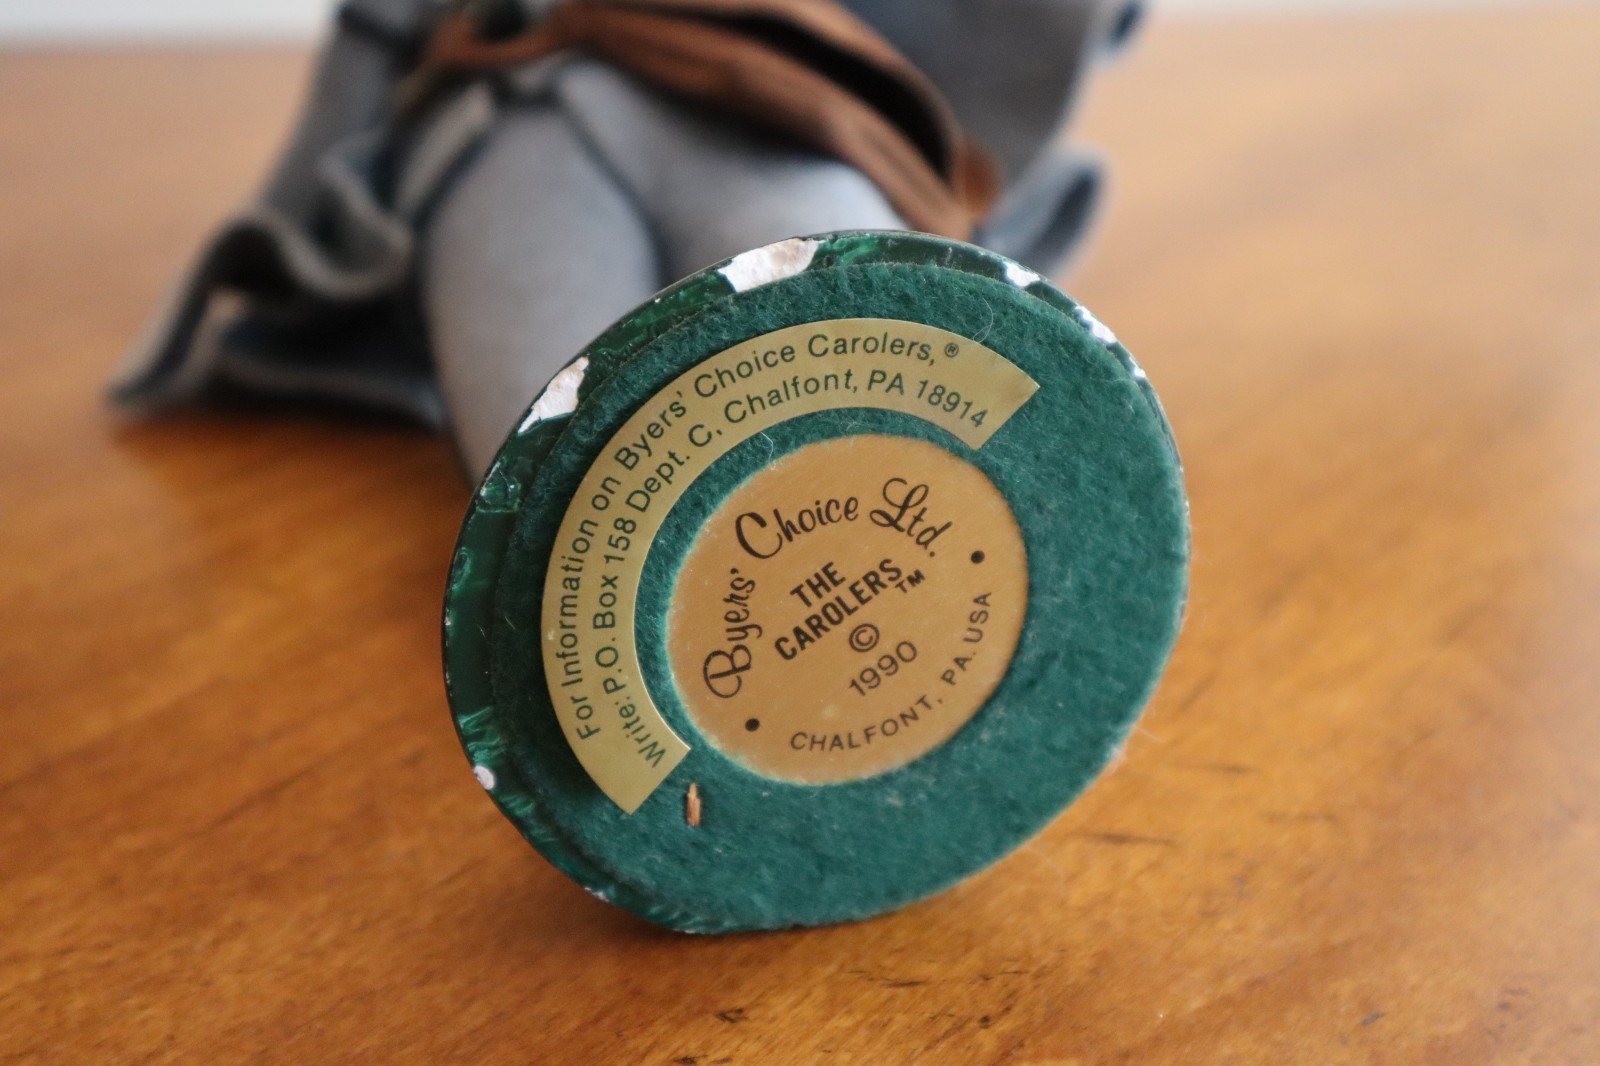 For Information on Byers' Choice Carolers,®
Write: P.O. Box 158 Dept. C, Chalfont, PA 18914
Byers' Choice Ltd.
THE
CAROLERS™
©
1990
• CHALFONT, PA. USA •